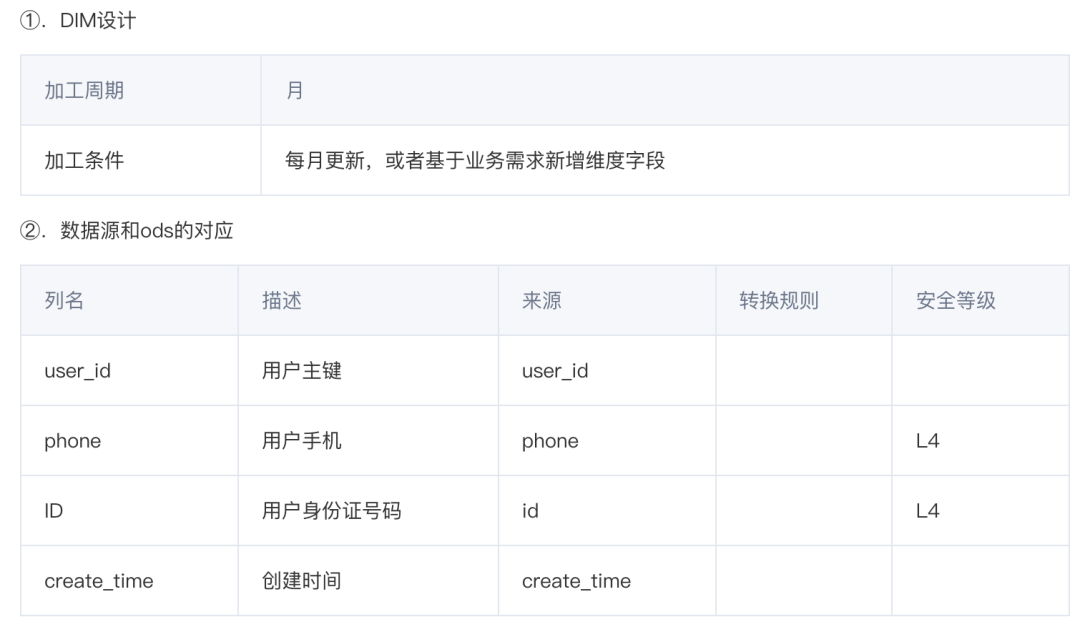 ①. DIM设计
加工周期 月
加工条件 每月更新，或者基于业务需求新增维度字段
②. 数据源和ods的对应
列名 描述 来源 转换规则 安全等级
user_id 用户主键 user_id
phone 用户手机 phone L4
ID 用户身份证号码 id L4
create_time 创建时间 create_time